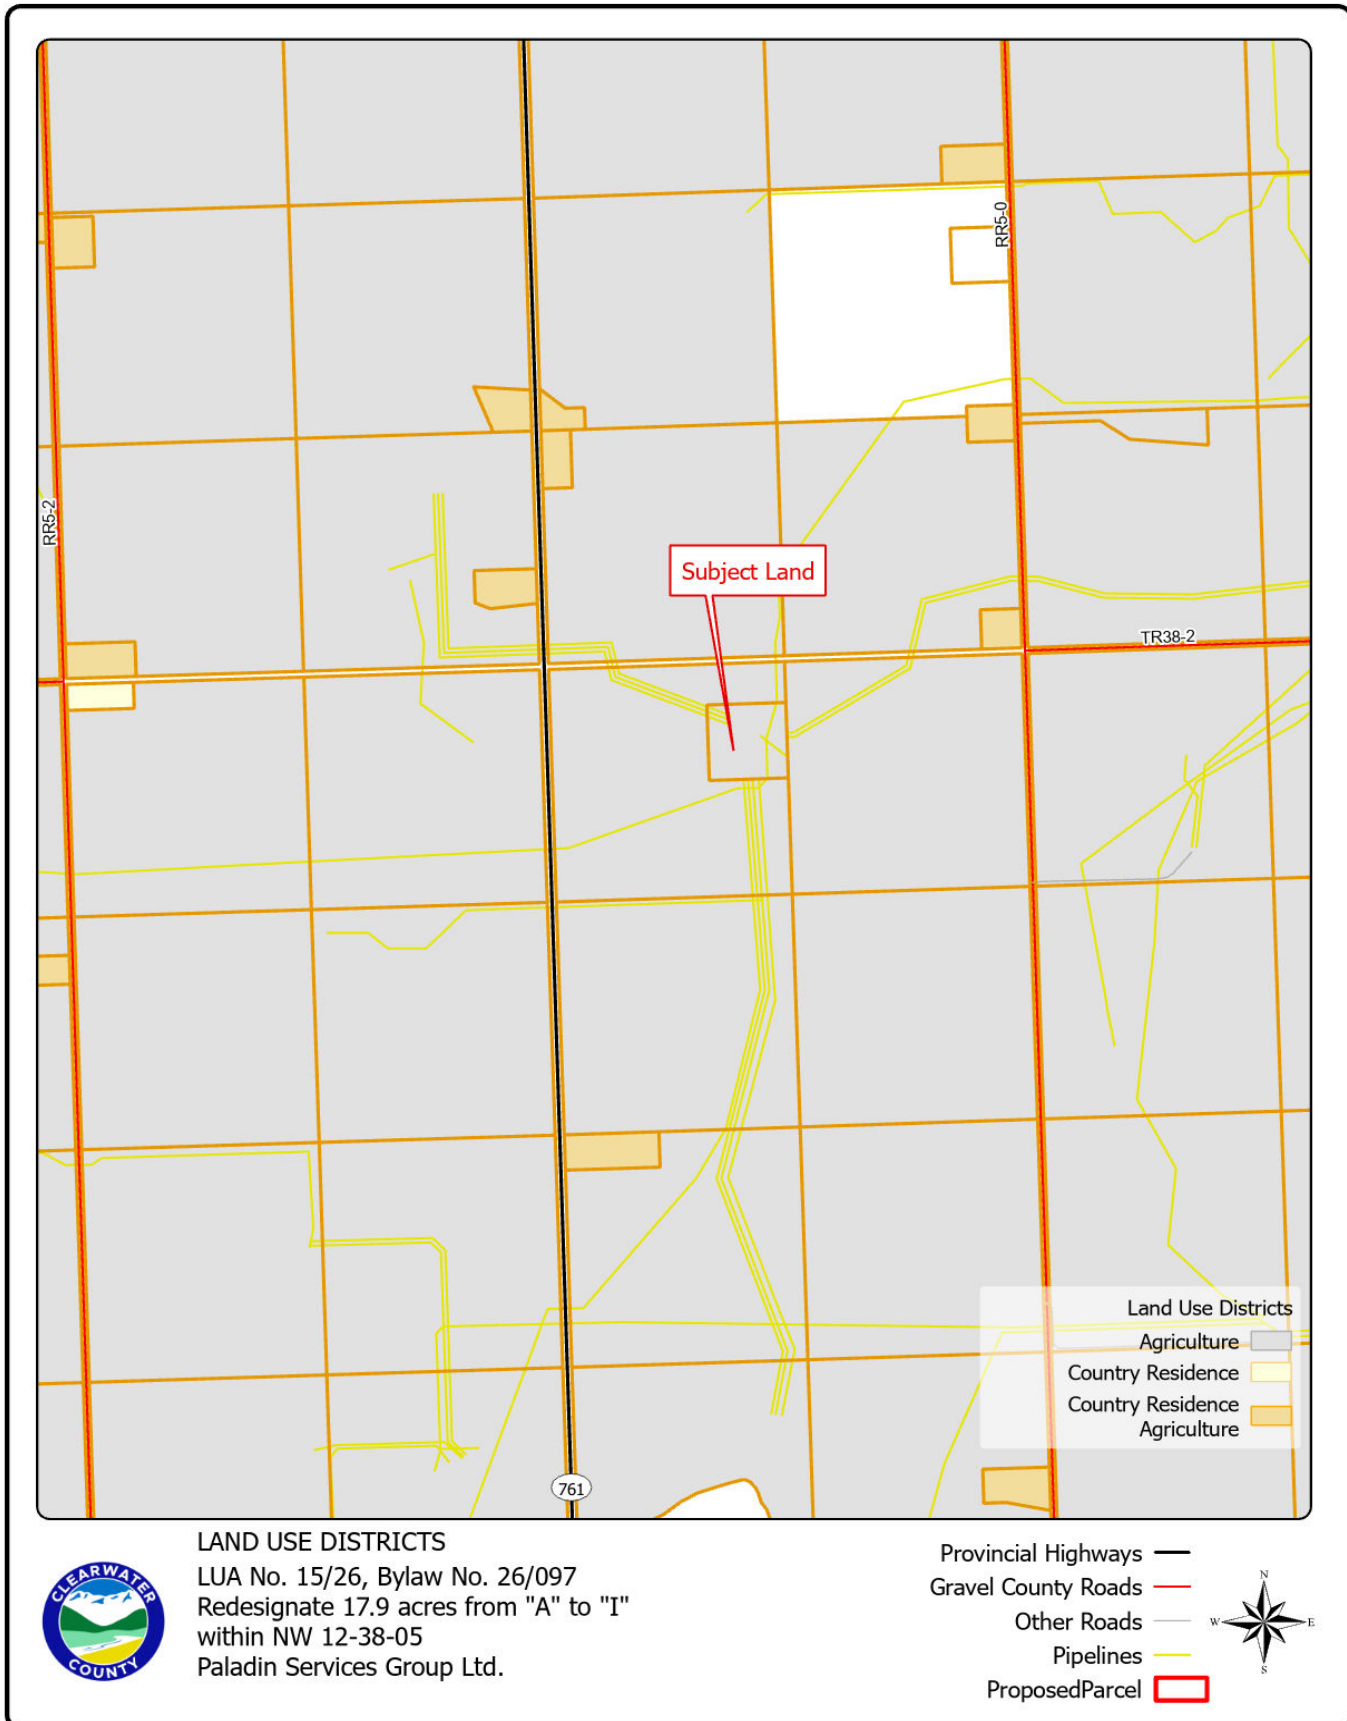 RR5-0
RR5-2
Subject Land
TR38-2
Land Use Districts
Agriculture
Country Residence
Country Residence
Agriculture
761
CLEARWATER
COUNTY
LAND USE DISTRICTS
LUA No. 15/26, Bylaw No. 26/097
Redesignate 17.9 acres from "A" to "I"
within NW 12-38-05
Paladin Services Group Ltd.
Provincial Highways
Gravel County Roads
Other Roads
Pipelines
ProposedParcel
N
W
E
S